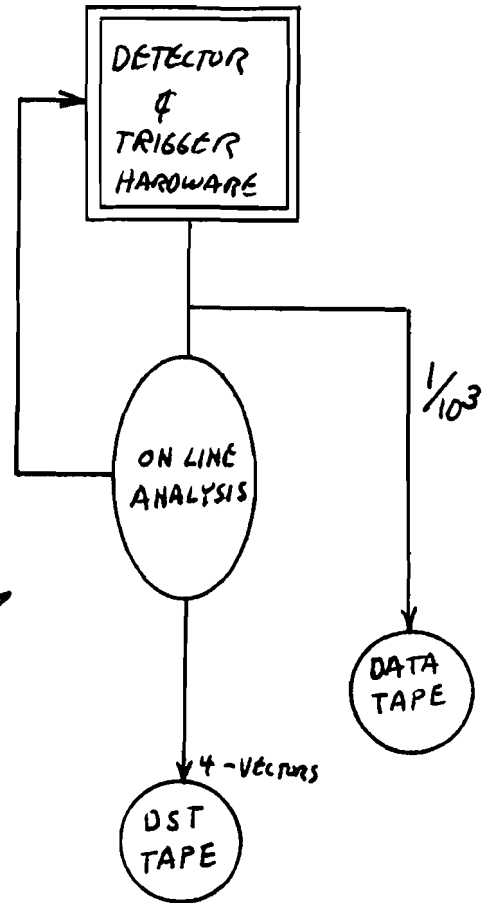 DETECTOR
¢
TRIGGER
HARDWARE
1/10³
ON LINE
ANALYSIS
DATA
TAPE
4-VECTORS
DST
TAPE